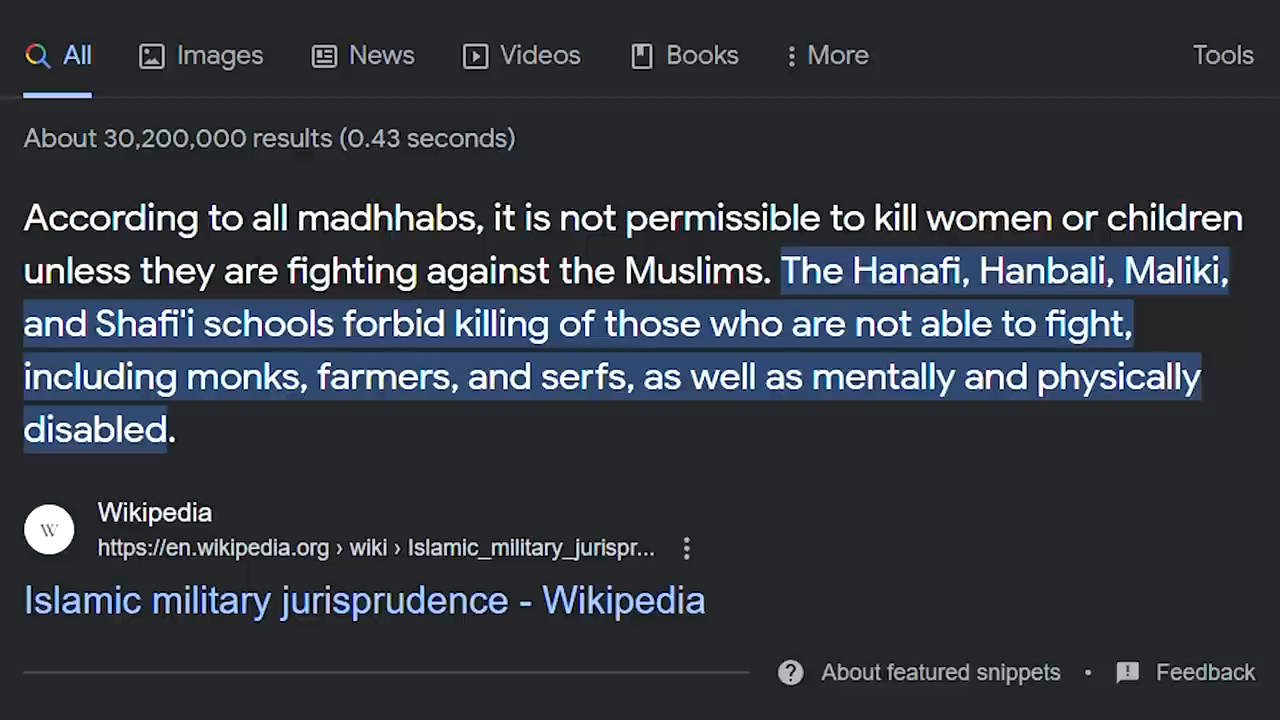 All Images News Videos Books More Tools
About 30,200,000 results (0.43 seconds)
According to all madhhabs, it is not permissible to kill women or children
unless they are fighting against the Muslims. The Hanafi, Hanbali, Maliki,
and Shafi'i schools forbid killing of those who are not able to fight,
including monks, farmers, and serfs, as well as mentally and physically
disabled.
W Wikipedia
https://en.wikipedia.org › wiki › Islamic_military_jurispr...
Islamic military jurisprudence - Wikipedia
About featured snippets • Feedback